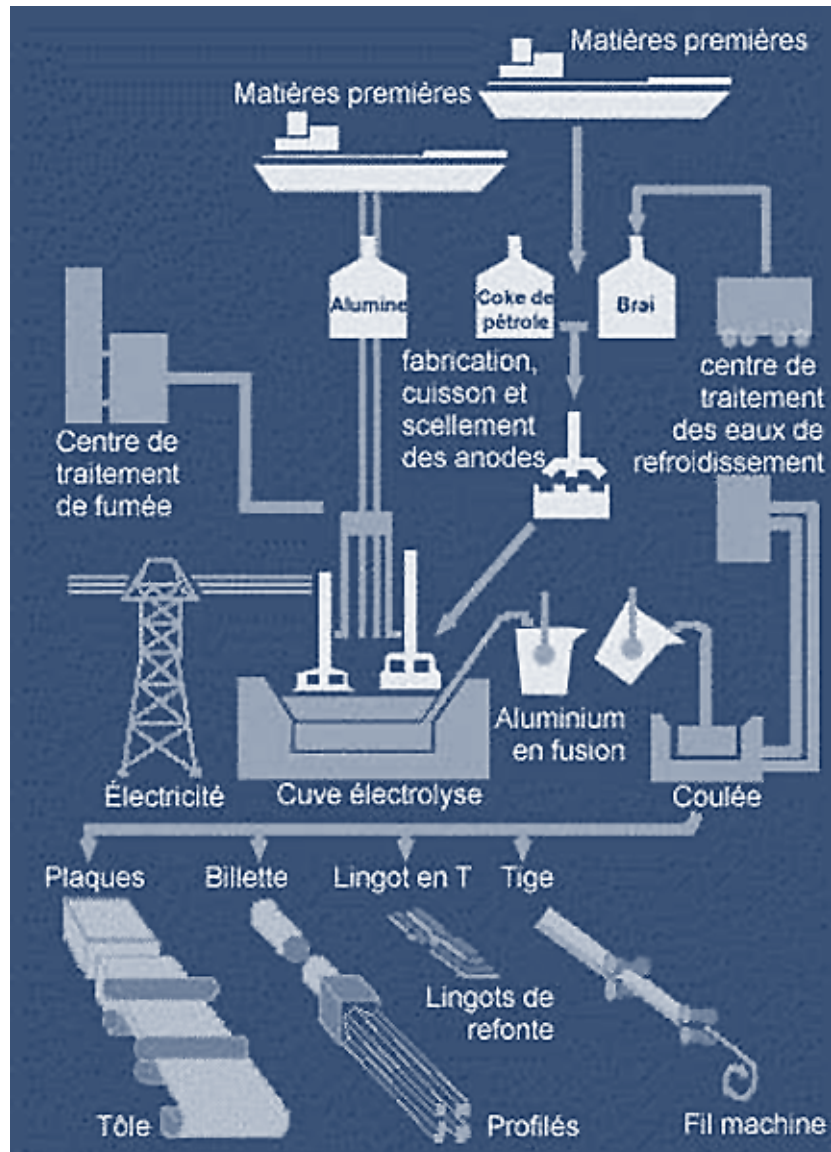 Matières premières
Matières premières
Alumine
Coke de
pétrole
Brai
fabrication,
cuisson et
scellement
des anodes
centre de
traitement
des eaux de
refroidissement
Centre de
traitement
de fumée
Électricité
Cuve électrolyse
Aluminium
en fusion
Coulée
Plaques
Billette
Lingot en T
Tige
Lingots de
refonte
Tôle
Profilés
Fil machine